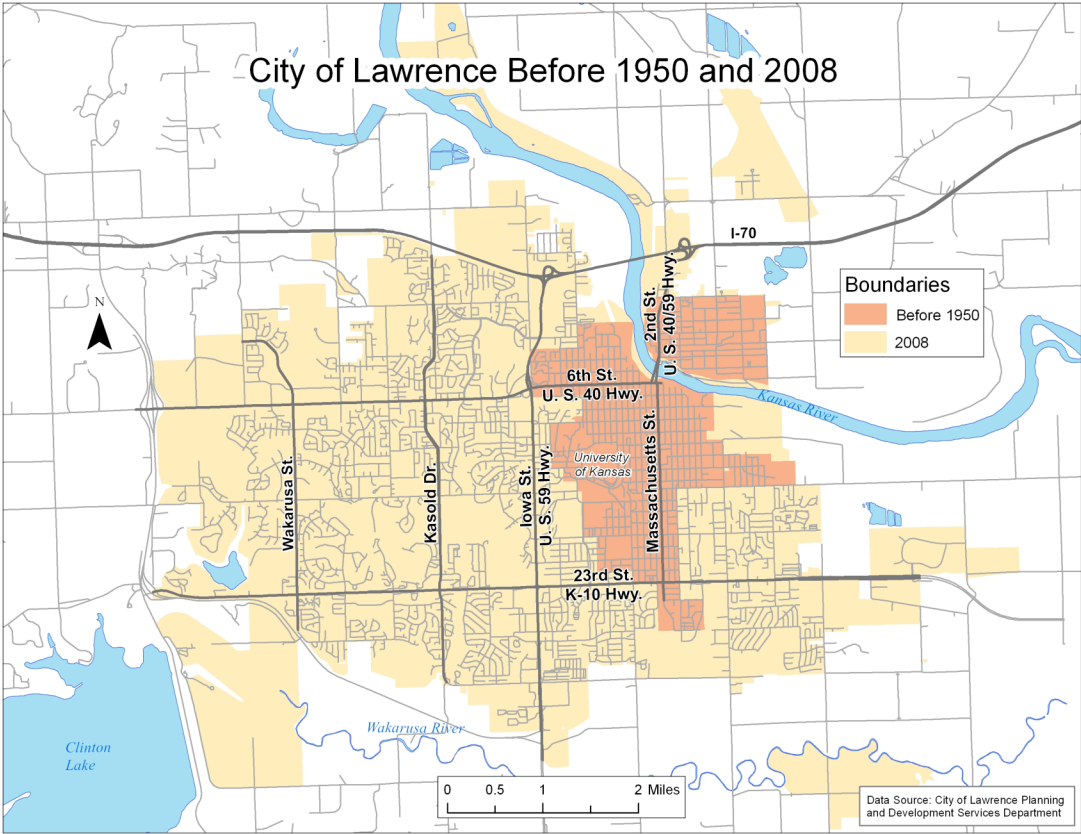 City of Lawrence Before 1950 and 2008
I-70
N
2nd St.
U. S. 40/59 Hwy.
Boundaries
Before 1950
2008
6th St.
U. S. 40 Hwy.
Kansas River
University
of Kansas
Wakarusa St.
Kasold Dr.
Iowa St.
U. S. 59 Hwy.
Massachusetts St.
23rd St.
K-10 Hwy.
Wakarusa River
Clinton
Lake
0 0.5 1 2 Miles
Data Source: City of Lawrence Planning
and Development Services Department